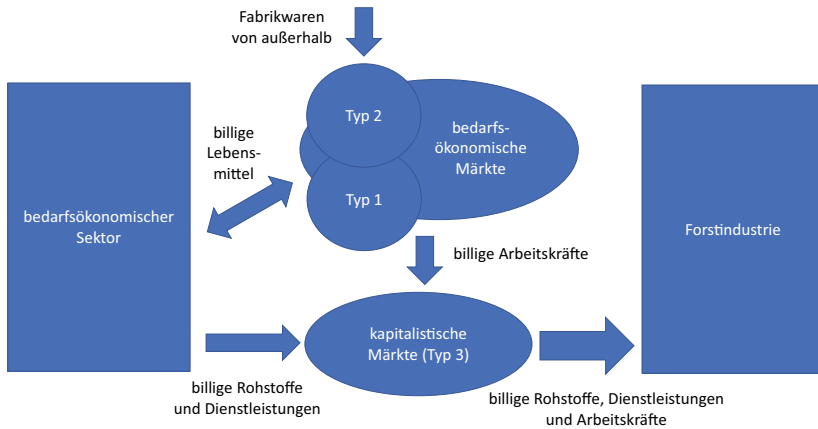 Fabrikwaren
von außerhalb
Typ 2
bedarfs-
ökonomische
Märkte
billige
Lebens-
mittel
Typ 1
bedarfsökonomischer
Sektor
Forstindustrie
billige Arbeitskräfte
kapitalistische
Märkte (Typ 3)
billige Rohstoffe
und Dienstleistungen
billige Rohstoffe, Dienstleistungen
und Arbeitskräfte